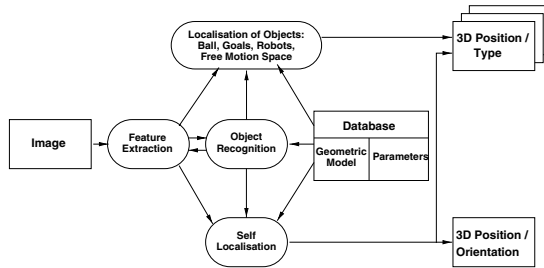 Localisation of Objects:
Ball, Goals, Robots,
Free Motion Space
3D Position /
Type
Image
Feature
Extraction
Object
Recognition
Database
Geometric
Model
Parameters
Self
Localisation
3D Position /
Orientation